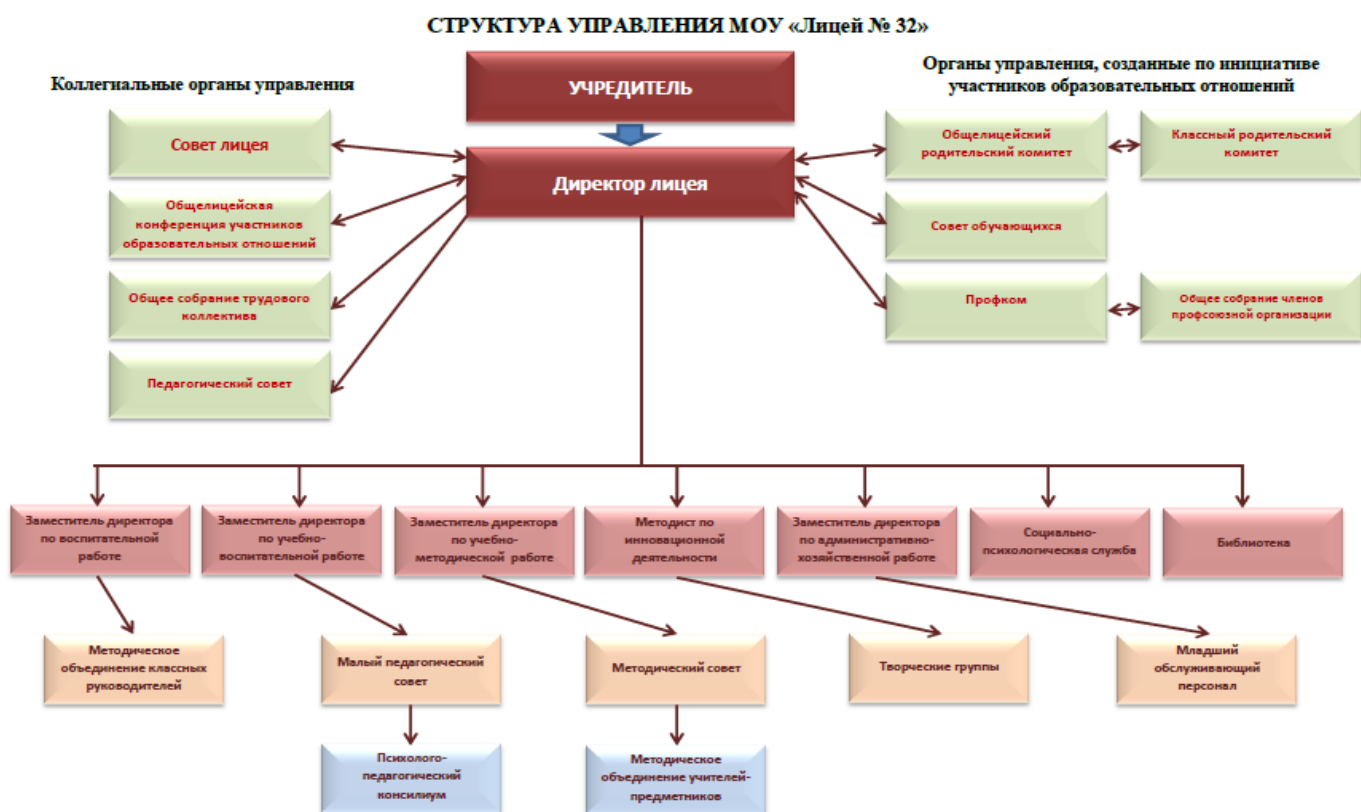 СТРУКТУРА УПРАВЛЕНИЯ МОУ «Лицей № 32»
Коллегиальные органы управления
УЧРЕДИТЕЛЬ
Органы управления, созданные по инициативе
участников образовательных отношений
Совет лицея
Директор лицея
Общелицейский
родительский комитет
Классный родительский
комитет
Общелицейская
конференция участников
образовательных отношений
Совет обучающихся
Общее собрание трудового
коллектива
Профком
Общее собрание членов
профсоюзной организации
Педагогический совет
Заместитель директора
по воспитательной
работе
Заместитель директора
по учебно-
воспитательной работе
Заместитель директора
по учебно-
методической работе
Методист по
инновационной
деятельности
Заместитель директора
по административно-
хозяйственной работе
Социально-
психологическая служба
Библиотека
Методическое
объединение классных
руководителей
Малый педагогический
совет
Методический совет
Творческие группы
Младший
обслуживающий
персонал
Психолого-
педагогический
консилиум
Методическое
объединение учителей-
предметников